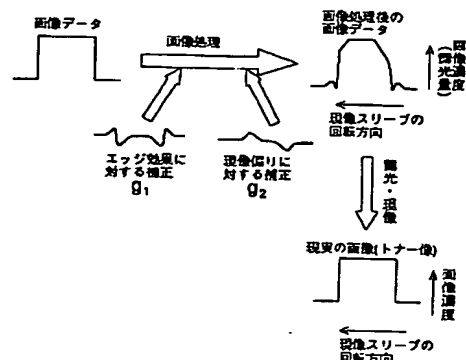 画像データ
画像処理
画像処理後の
画像データ
画像濃度
(露光量)
現像スリーブの
回転方向
エッジ効果に
対する補正
g1
現像偏りに
対する補正
g2
露光・現像
現実の画像(トナー像)
画像濃度
現像スリーブの
回転方向